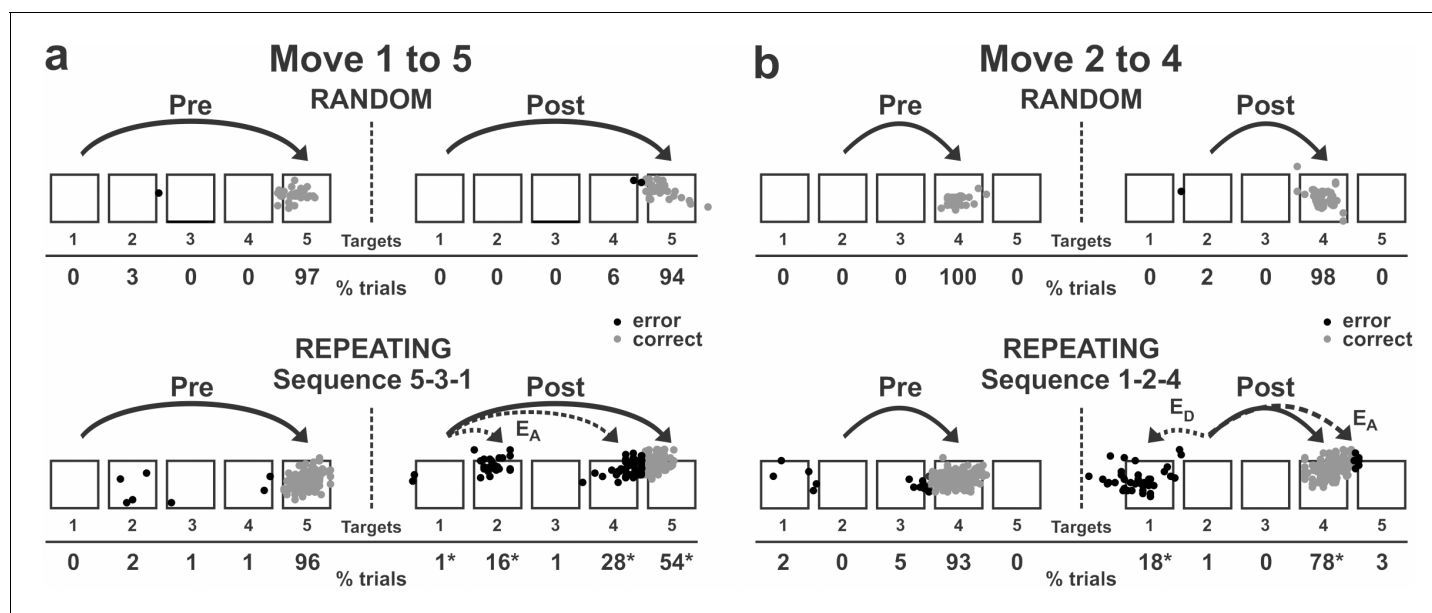 a
Move 1 to 5
RANDOM
Pre
Post
1 2 3 4 5 Targets 1 2 3 4 5
0 3 0 0 97 % trials 0 0 0 6 94
error
correct
REPEATING
Sequence 5-3-1
Pre
Post
E_A
1 2 3 4 5 Targets 1 2 3 4 5
0 2 1 1 96 % trials 1* 16* 1 28* 54*
b
Move 2 to 4
RANDOM
Pre
Post
1 2 3 4 5 Targets 1 2 3 4 5
0 0 0 100 0 % trials 0 2 0 98 0
error
correct
REPEATING
Sequence 1-2-4
Pre
Post
E_D
E_A
1 2 3 4 5 Targets 1 2 3 4 5
2 0 5 93 0 % trials 18* 1 0 78* 3